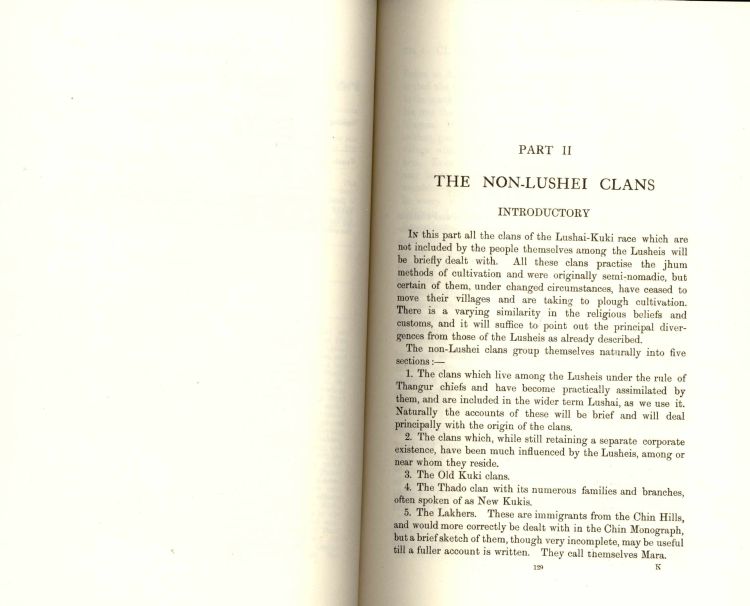 PART II
THE NON-LUSHEI CLANS
INTRODUCTORY
In this part all the clans of the Lushai-Kuki race which are
not included by the people themselves among the Lusheis will
be briefly dealt with. All these clans practise the jhum
methods of cultivation and were originally semi-nomadic, but
certain of them, under changed circumstances, have ceased to
move their villages and are taking to plough cultivation.
There is a varying similarity in the religious beliefs and
customs, and it will suffice to point out the principal diver-
gences from those of the Lusheis as already described.
The non-Lushei clans group themselves naturally into five
sections:—
1. The clans which live among the Lusheis under the rule of
Thangur chiefs and have become practically assimilated by
them, and are included in the wider term Lushai, as we use it.
Naturally the accounts of these will be brief and will deal
principally with the origin of the clans.
2. The clans which, while still retaining a separate corporate
existence, have been much influenced by the Lusheis, among or
near whom they reside.
3. The Old Kuki clans.
4. The Thado clan with its numerous families and branches,
often spoken of as New Kukis.
5. The Lakhers. These are immigrants from the Chin Hills,
and would more correctly be dealt with in the Chin Monograph,
but a brief sketch of them, though very incomplete, may be useful
till a fuller account is written. They call themselves Mara.
129 K